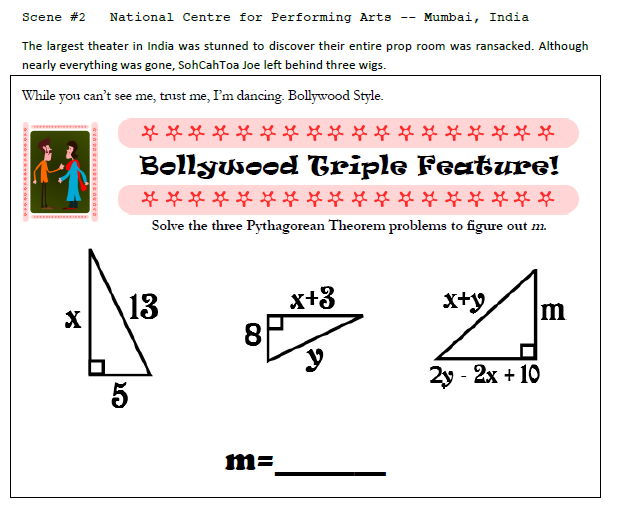 Scene #2 National Centre for Performing Arts -- Mumbai, India
The largest theater in India was stunned to discover their entire prop room was ransacked. Although
nearly everything was gone, SohCahToa Joe left behind three wigs.
While you can't see me, trust me, I'm dancing. Bollywood Style.
Bollywood Triple Feature!
Solve the three Pythagorean Theorem problems to figure out m.
x
13
5
x+3
8
y
x+y
m
2y - 2x + 10
m=______